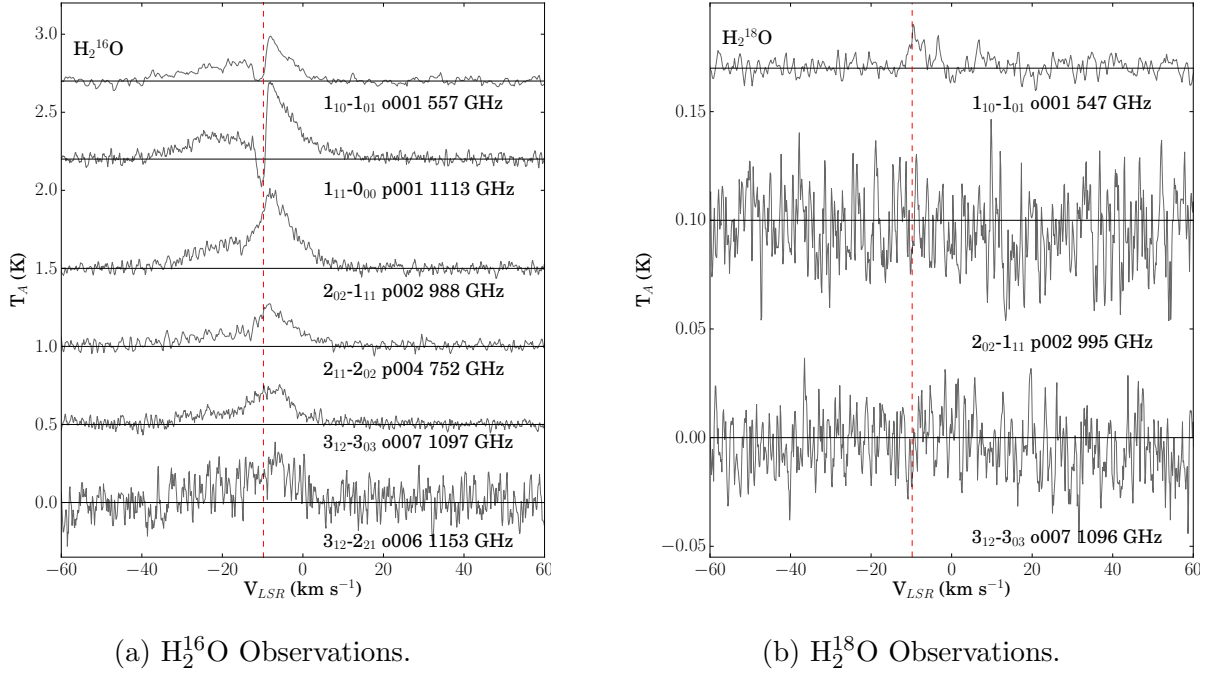 H₂¹⁶O
3.0
2.5
2.0
1.5
1.0
0.5
0.0
T_A (K)
1₁₀-1₀₁ o001 557 GHz
1₁₁-0₀₀ p001 1113 GHz
2₀₂-1₁₁ p002 988 GHz
2₁₁-2₀₂ p004 752 GHz
3₁₂-3₀₃ o007 1097 GHz
3₁₂-2₂₁ o006 1153 GHz
−60 −40 −20 0 20 40 60
V_LSR (km s⁻¹)
(a) H₂¹⁶O Observations.
H₂¹⁸O
0.15
0.10
0.05
0.00
−0.05
T_A (K)
1₁₀-1₀₁ o001 547 GHz
2₀₂-1₁₁ p002 995 GHz
3₁₂-3₀₃ o007 1096 GHz
−60 −40 −20 0 20 40 60
V_LSR (km s⁻¹)
(b) H₂¹⁸O Observations.